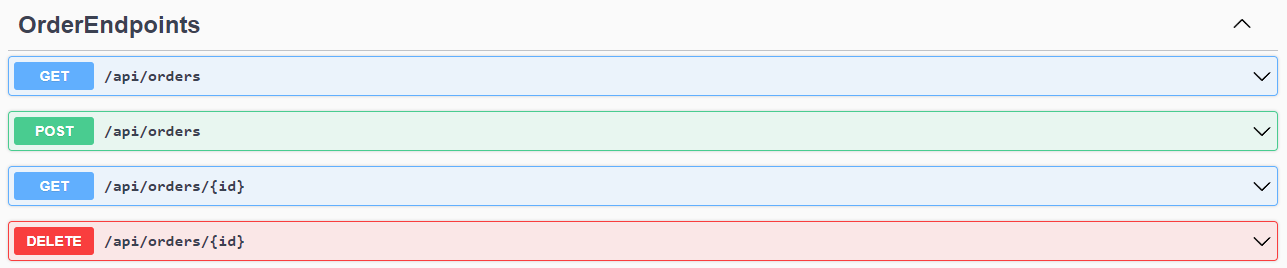 OrderEndpoints
GET /api/orders
POST /api/orders
GET /api/orders/{id}
DELETE /api/orders/{id}